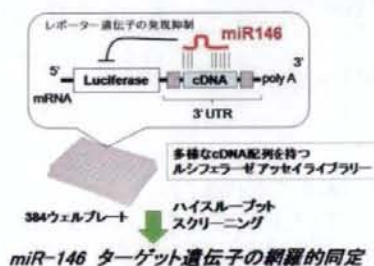 レポーター遺伝子の発現抑制
miR146
5'
3'
Luciferase
cDNA
poly A
mRNA
3' UTR
多様なcDNA配列を持つ
ルシフェラーゼアッセイライブラリー
384ウェルプレート
ハイスループット
スクリーニング
miR-146 ターゲット遺伝子の網羅的同定